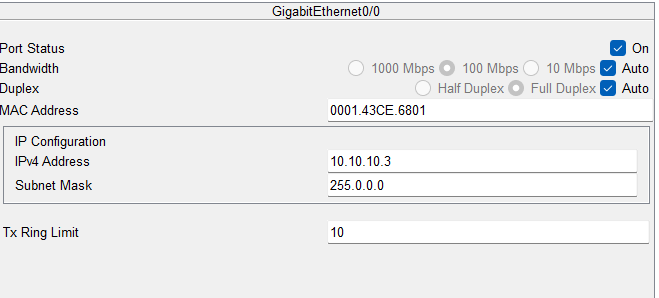 GigabitEthernet0/0
Port Status On
Bandwidth 1000 Mbps 100 Mbps 10 Mbps Auto
Duplex Half Duplex Full Duplex Auto
MAC Address 0001.43CE.6801
IP Configuration
IPv4 Address 10.10.10.3
Subnet Mask 255.0.0.0
Tx Ring Limit 10